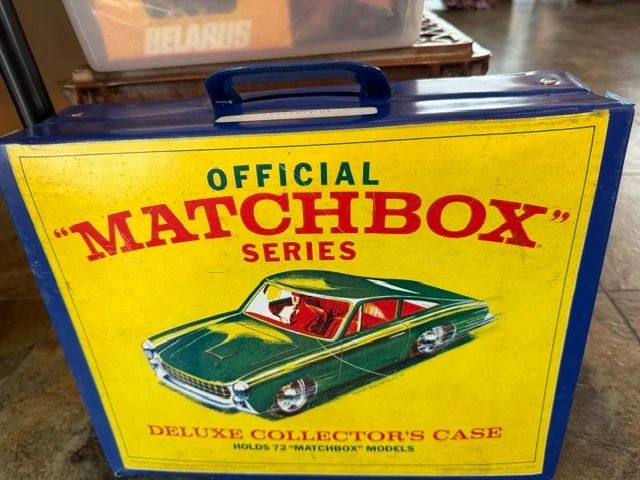 BELARUS
OFFICIAL
"MATCHBOX"
SERIES
DELUXE COLLECTOR'S CASE
HOLDS 72 "MATCHBOX" MODELS